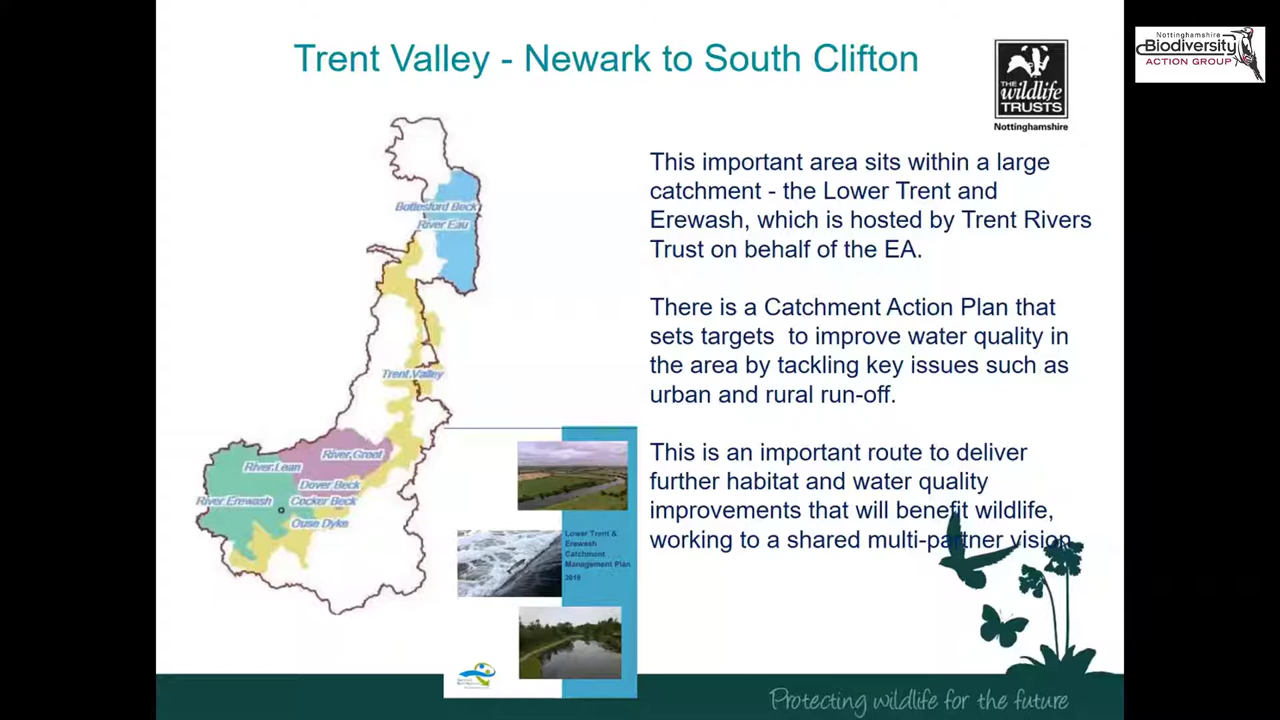 Trent Valley - Newark to South Clifton
Nottinghamshire
Biodiversity
ACTION GROUP
THE
wildlife
TRUSTS
Nottinghamshire
This important area sits within a large
catchment - the Lower Trent and
Erewash, which is hosted by Trent Rivers
Trust on behalf of the EA.
There is a Catchment Action Plan that
sets targets to improve water quality in
the area by tackling key issues such as
urban and rural run-off.
This is an important route to deliver
further habitat and water quality
improvements that will benefit wildlife,
working to a shared multi-partner vision
Bottesford Beck
River Eau
Trent Valley
River Greet
River Lean
Dover Beck
River Erewash
Cocker Beck
Ouse Dyke
Lower Trent &
Erewash
Catchment
Management Plan
2019
Protecting wildlife for the future